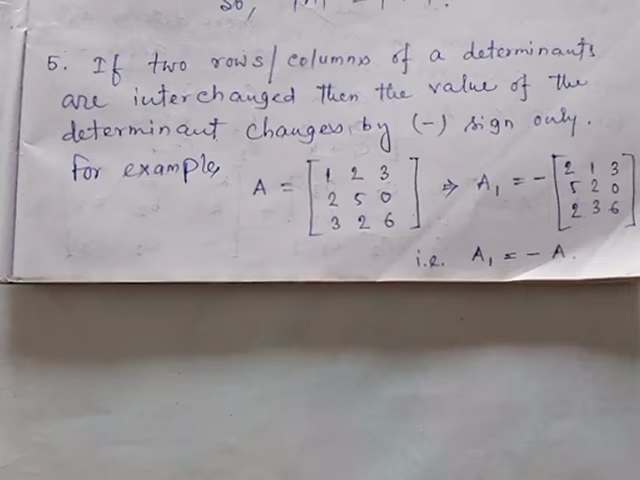 so,
5. If two rows/columns of a determinants
are interchanged then the value of the
determinant changes by (-) sign only.
For example,
A = [1 2 3 ⇒ A₁ = - [2 1 3
2 5 0 5 2 0
3 2 6] 2 3 6]
i.e. A₁ = - A.